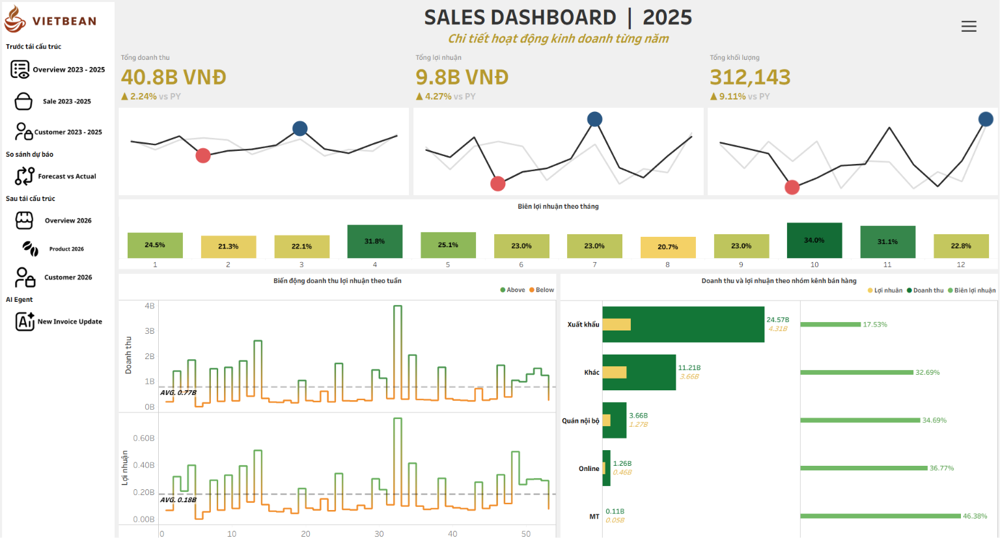 VIETBEAN
Trước tái cấu trúc
Overview 2023 - 2025
Sale 2023 -2025
Customer 2023 - 2025
So sánh dự báo
Forecast vs Actual
Sau tái cấu trúc
Overview 2026
Product 2026
Customer 2026
AI Egent
Ai
New Invoice Update
SALES DASHBOARD | 2025
Chi tiết hoạt động kinh doanh từng năm
Tổng doanh thu
40.8B VNĐ
▲ 2.24% vs PY
Tổng lợi nhuận
9.8B VNĐ
▲ 4.27% vs PY
Tổng khối lượng
312,143
▲ 9.11% vs PY
Biên lợi nhuận theo tháng
24.5% 21.3% 22.1% 31.8% 25.1% 23.0% 23.0% 20.7% 23.0% 34.0% 31.1% 22.8%
1 2 3 4 5 6 7 8 9 10 11 12
Biến động doanh thu lợi nhuận theo tuần
Above Below
Doanh thu
4B
3B
2B
1B
AVG. 0.77B
0B
Lợi nhuận
0.60B
0.40B
0.20B
AVG. 0.18B
0.00B
0 10 20 30 40 50
Doanh thu và lợi nhuận theo nhóm kênh bán hàng
Lợi nhuận Doanh thu Biên lợi nhuận
Xuất khẩu 24.57B 17.53%
4.31B
Khác 11.21B 32.69%
3.66B
Quán nội bộ 3.66B 34.69%
1.27B
Online 1.26B 36.77%
0.46B
MT 0.11B 46.38%
0.05B